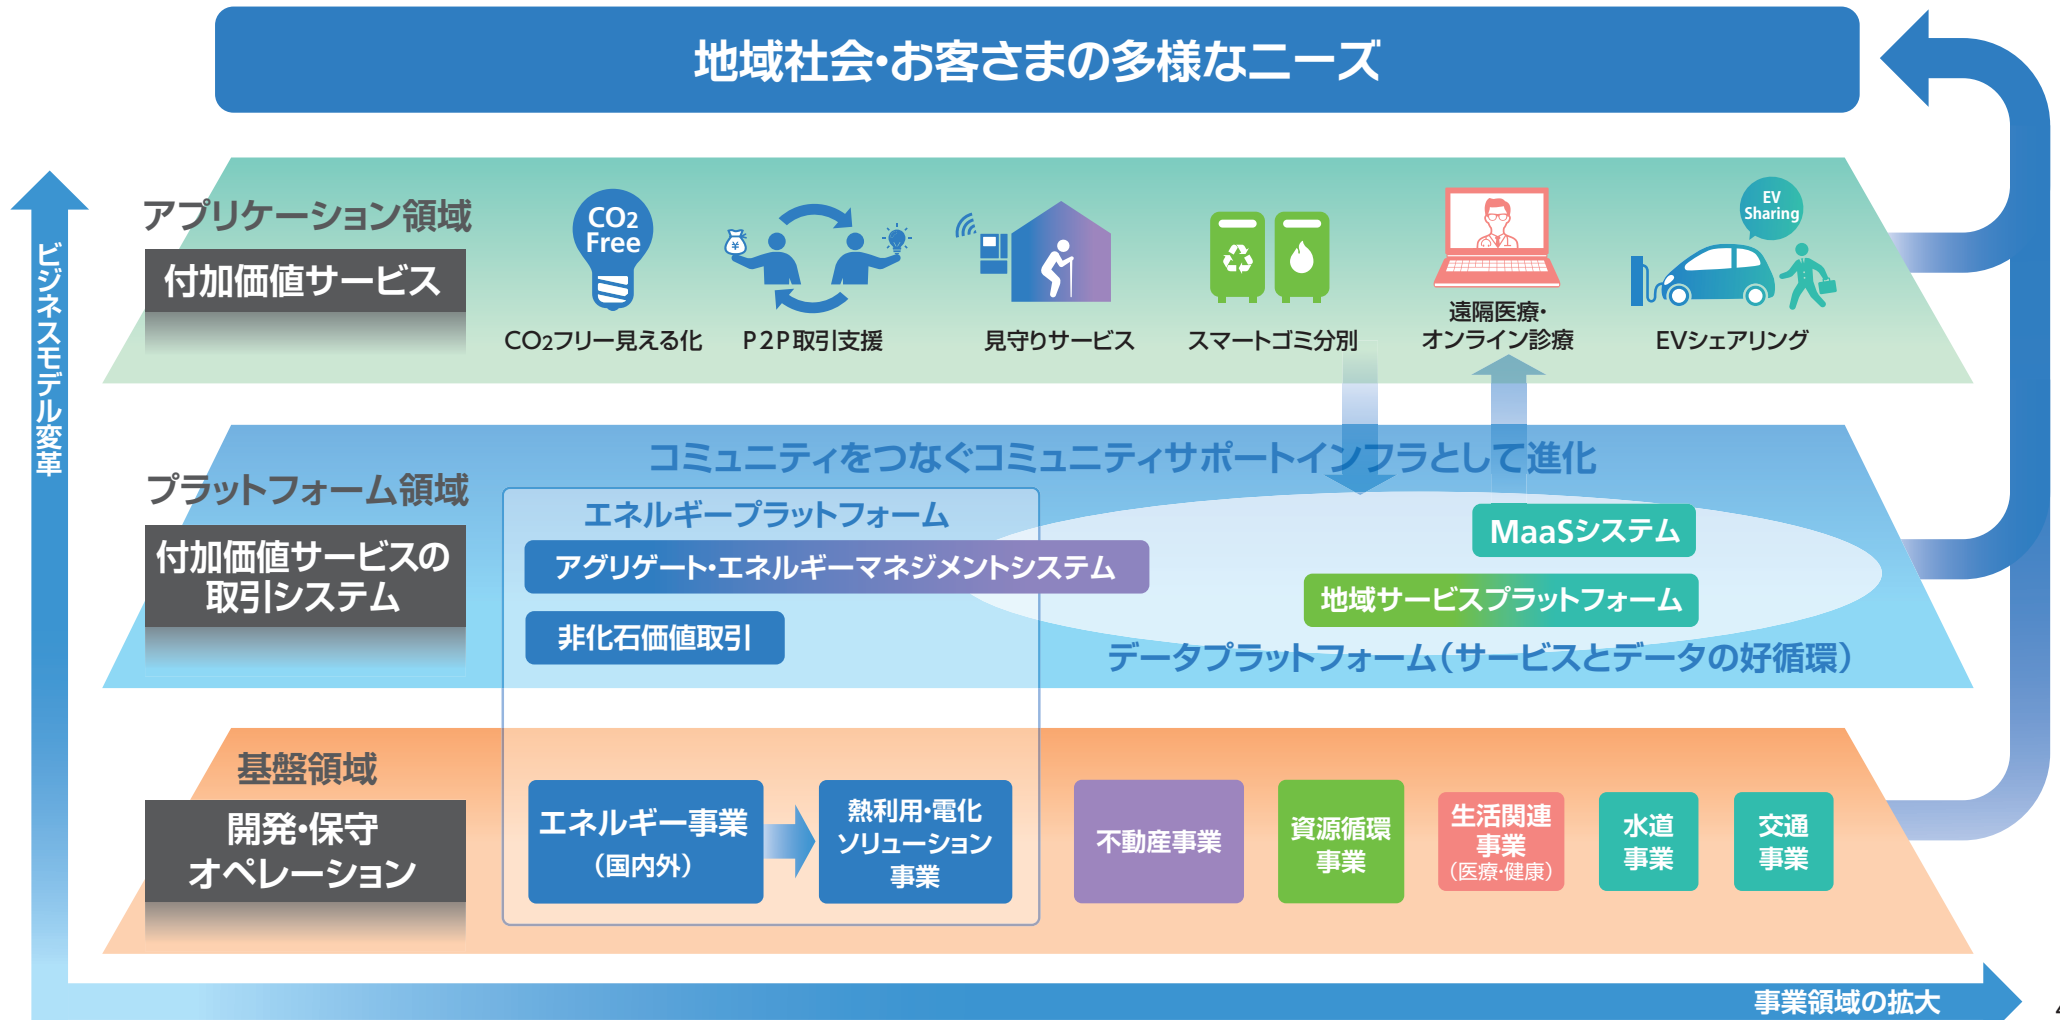 地域社会・お客さまの多様なニーズ
ビジネスモデル変革
アプリケーション領域
付加価値サービス
CO2
Free
CO2フリー見える化
¥
P2P取引支援
見守りサービス
スマートゴミ分別
遠隔医療・
オンライン診療
EV
Sharing
EVシェアリング
プラットフォーム領域
付加価値サービスの
取引システム
コミュニティをつなぐコミュニティサポートインフラとして進化
エネルギープラットフォーム
アグリゲート・エネルギーマネジメントシステム
非化石価値取引
MaaSシステム
地域サービスプラットフォーム
データプラットフォーム（サービスとデータの好循環）
基盤領域
開発・保守
オペレーション
エネルギー事業
（国内外）
熱利用・電化
ソリューション
事業
不動産事業
資源循環
事業
生活関連
事業
（医療・健康）
水道
事業
交通
事業
事業領域の拡大